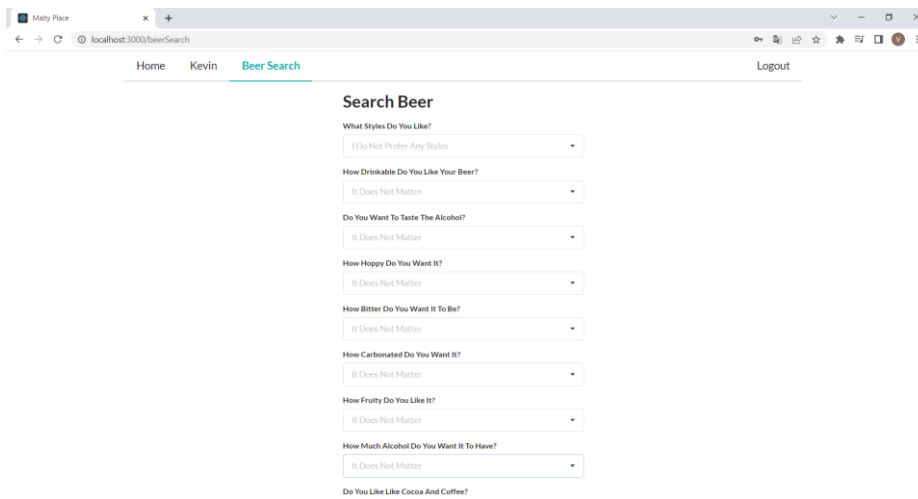 Malty Place
localhost:3000/beerSearch
V
Home Kevin Beer Search Logout
Search Beer
What Styles Do You Like?
I Do Not Prefer Any Styles
How Drinkable Do You Like Your Beer?
It Does Not Matter
Do You Want To Taste The Alcohol?
It Does Not Matter
How Hoppy Do You Want It?
It Does Not Matter
How Bitter Do You Want It To Be?
It Does Not Matter
How Carbonated Do You Want It?
It Does Not Matter
How Fruity Do You Like It?
It Does Not Matter
How Much Alcohol Do You Want It To Have?
It Does Not Matter
Do You Like Like Cocoa And Coffee?